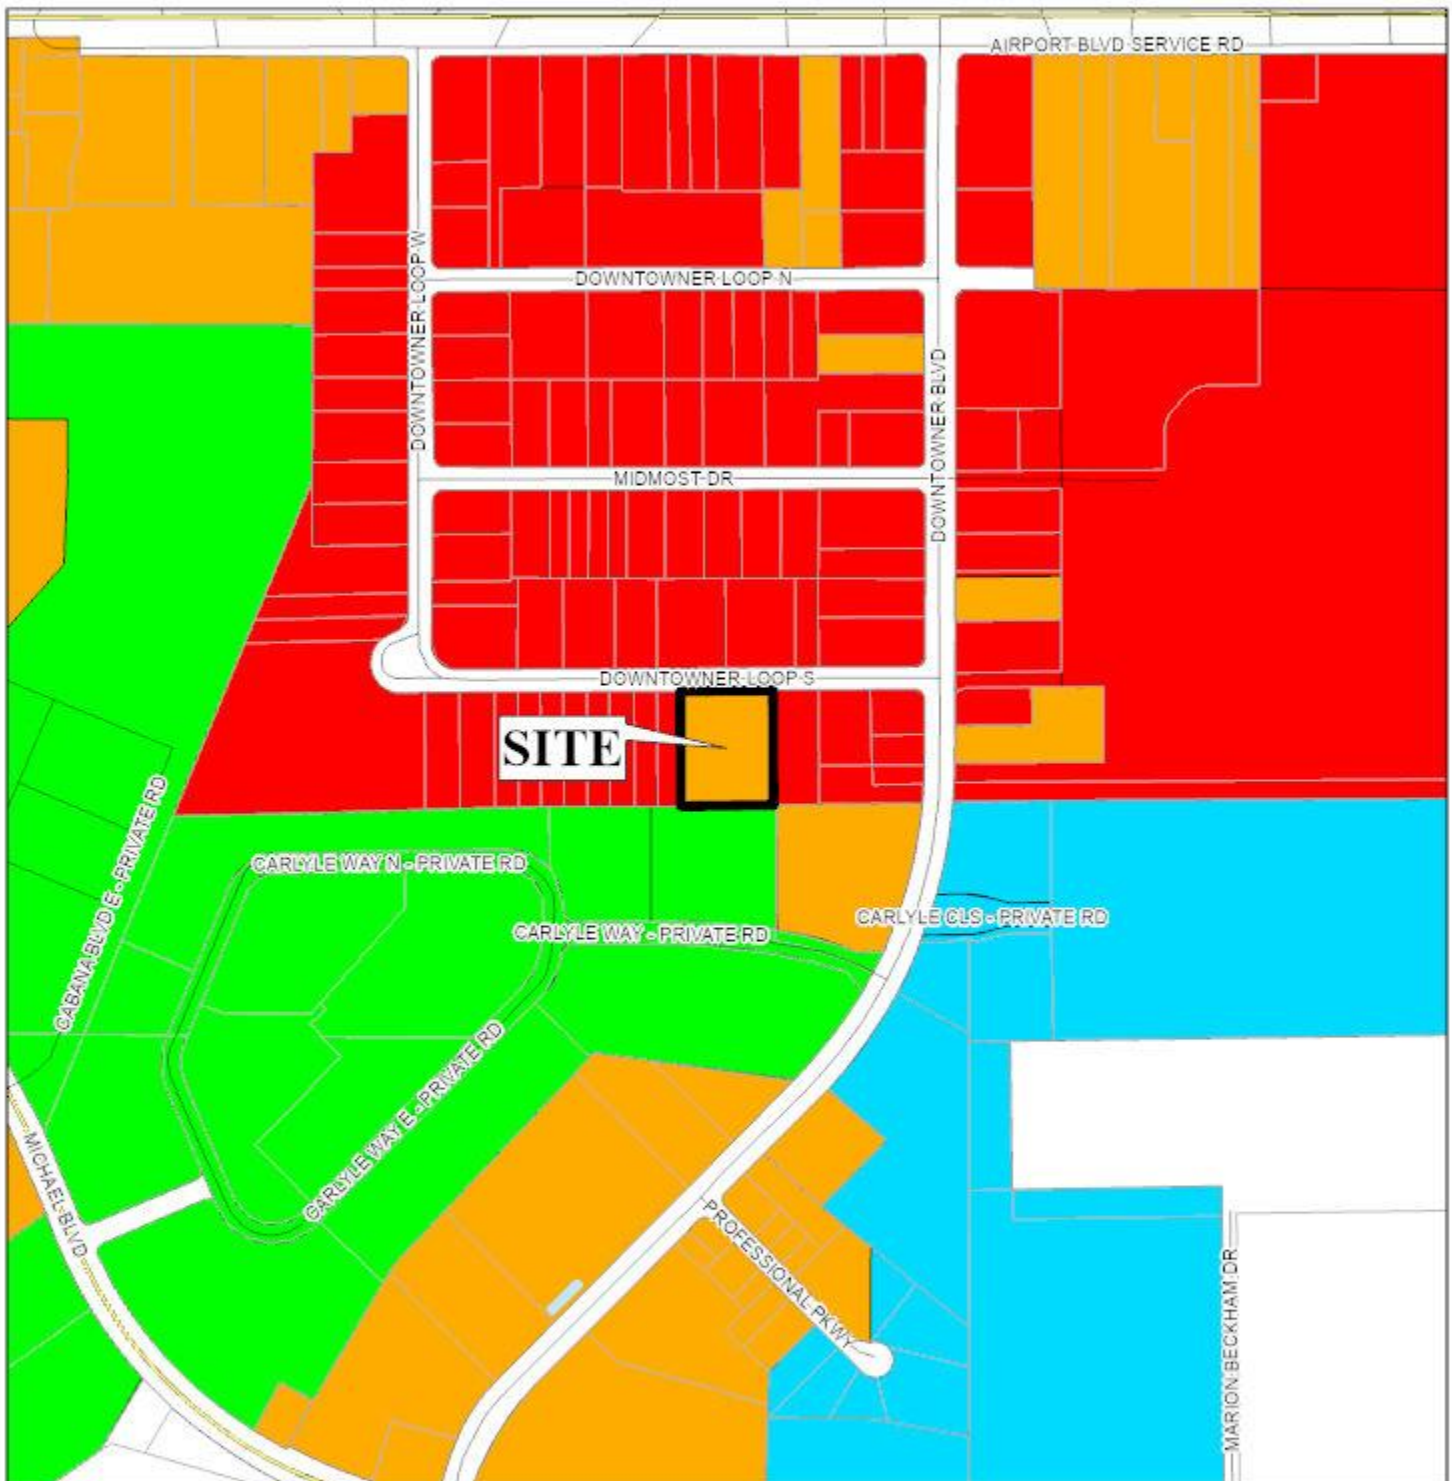 AIRPORT BLVD SERVICE RD
DOWNTOWNER LOOP W
DOWNTOWNER LOOP N
DOWNTOWNER BLVD
MIDMOST DR
DOWNTOWNER LOOP S
SITE
CABANA BLVD E - PRIVATE RD
CARLYLE WAY N - PRIVATE RD
CARLYLE WAY - PRIVATE RD
CARLYLE CLS - PRIVATE RD
CARLYLE WAY E - PRIVATE RD
MICHAEL BLVD
PROFESSIONAL PKWY
MARION BECKHAM DR